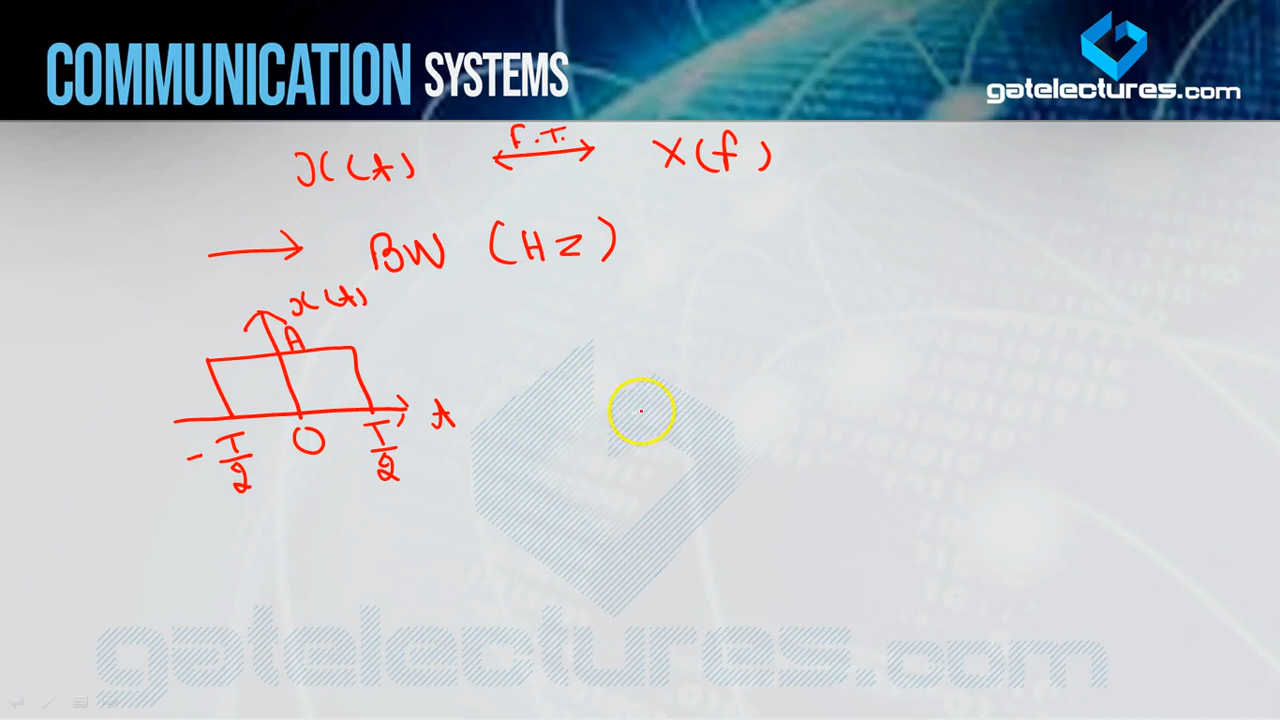 COMMUNICATION SYSTEMS
gatelectures.com
x(t) F.T. X(f)
BW (Hz)
x(t)
A
t
-T/2 0 T/2
gatelectures.com